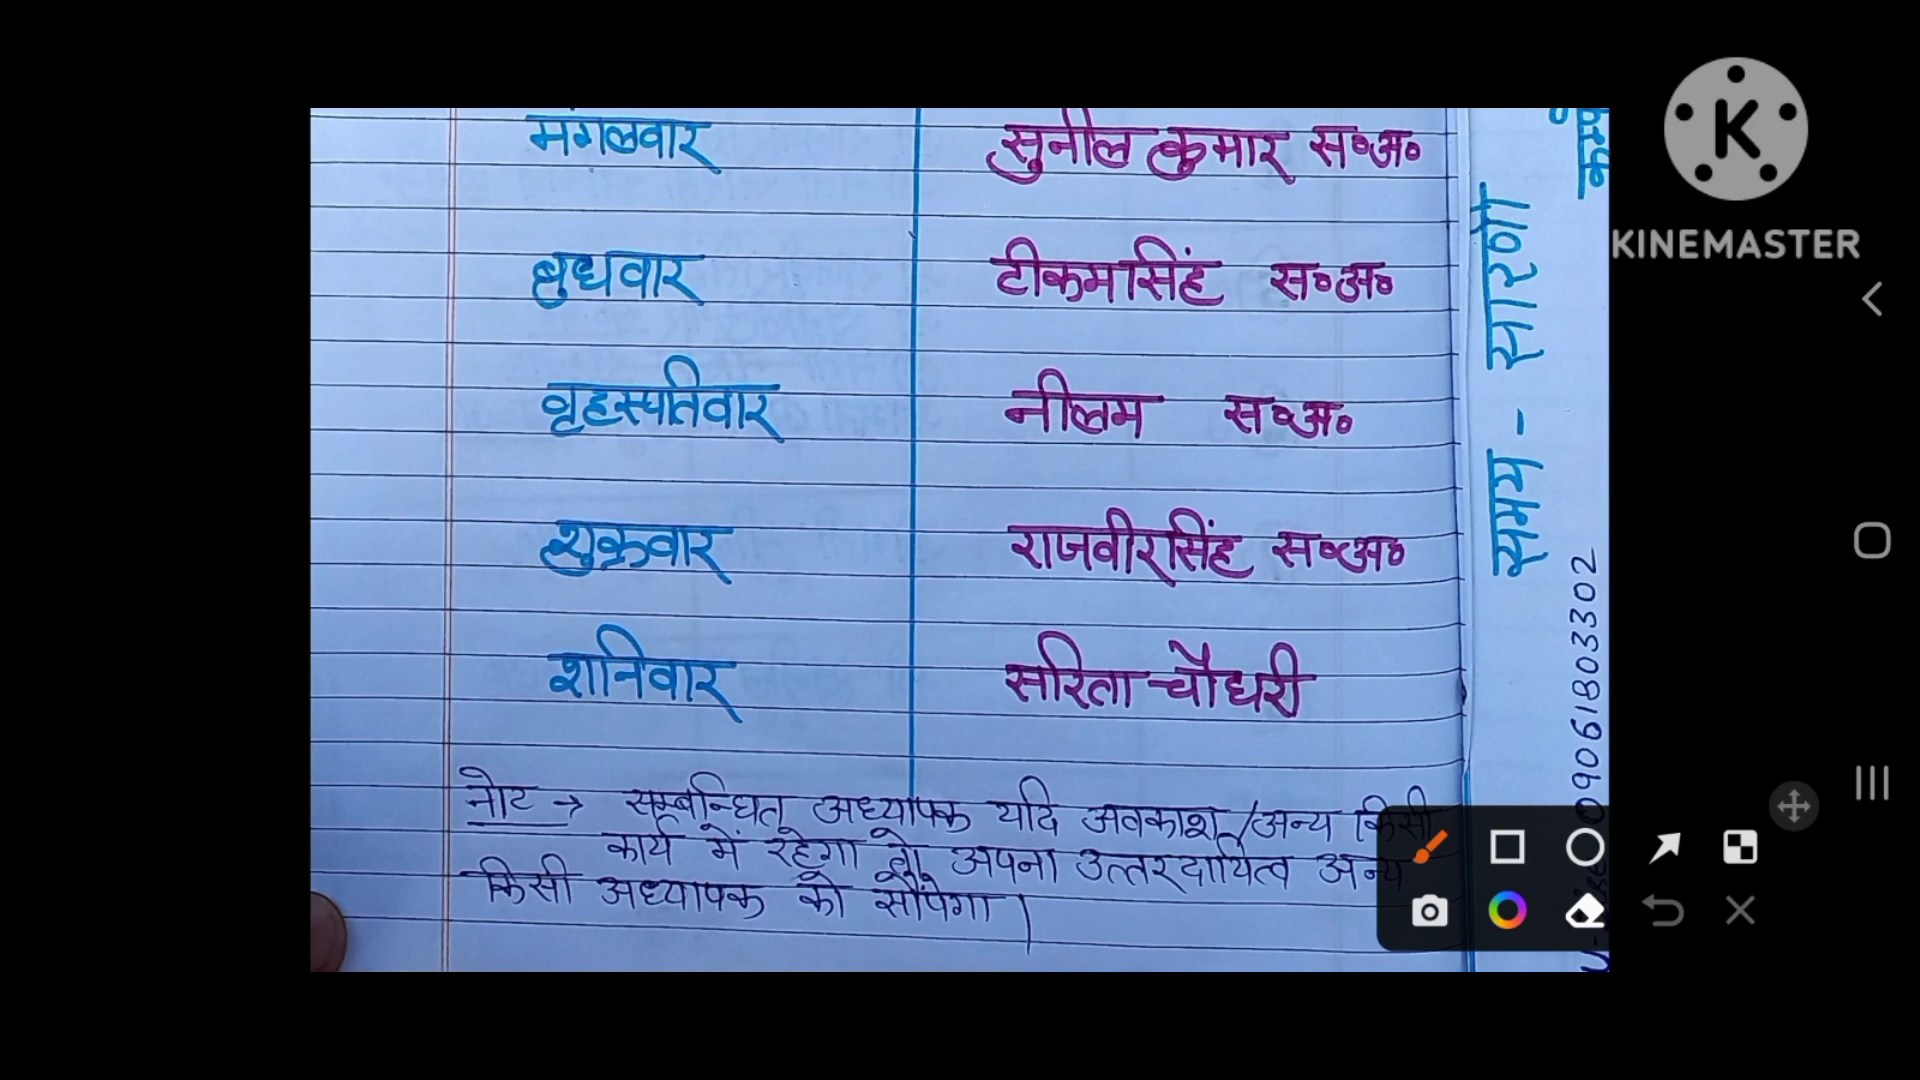 मंगलवार सुनील कुमार स०अ०
बुधवार टीकमसिंह स०अ०
वृहस्पतिवार नीलम स०अ०
शुक्रवार राजवीरसिंह स०अ०
शनिवार सरिता चौधरी
नोट → सम्बन्धित अध्यापक यदि अवकाश/अन्य किसी
कार्य में रहेगा तो अपना उत्तरदायित्व अन्य
किसी अध्यापक को सौंपेगा।
समय - सारणी
09061803302
KINEMASTER